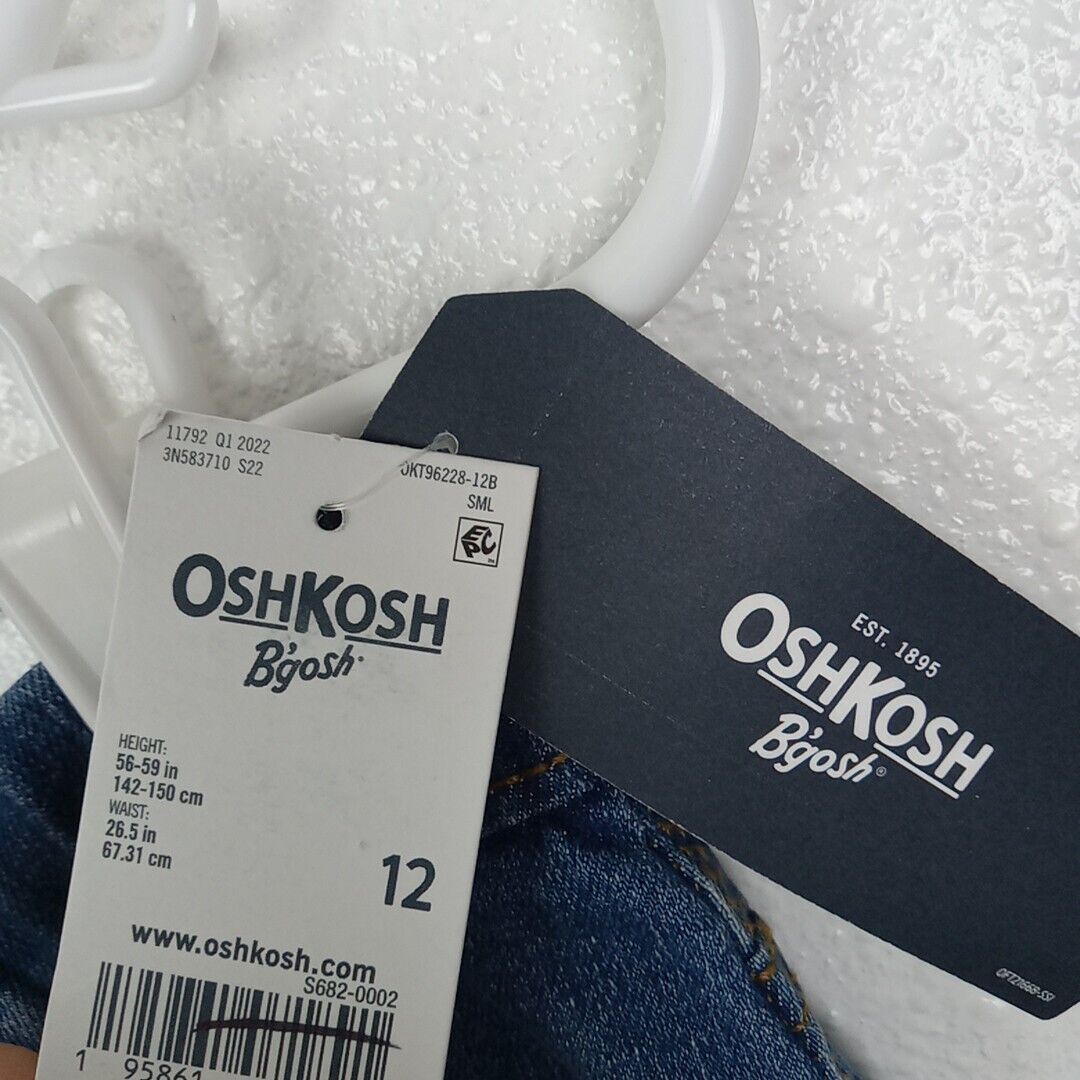 11792 Q1 2022
3N583710 S22
OKT96228-12B
SML
EPC
OSHKOSH
B'gosh
HEIGHT:
56-59 in
142-150 cm
WAIST:
26.5 in
67.31 cm
12
www.oshkosh.com
S682-0002
1 95861
EST. 1895
OSHKOSH
B'gosh®